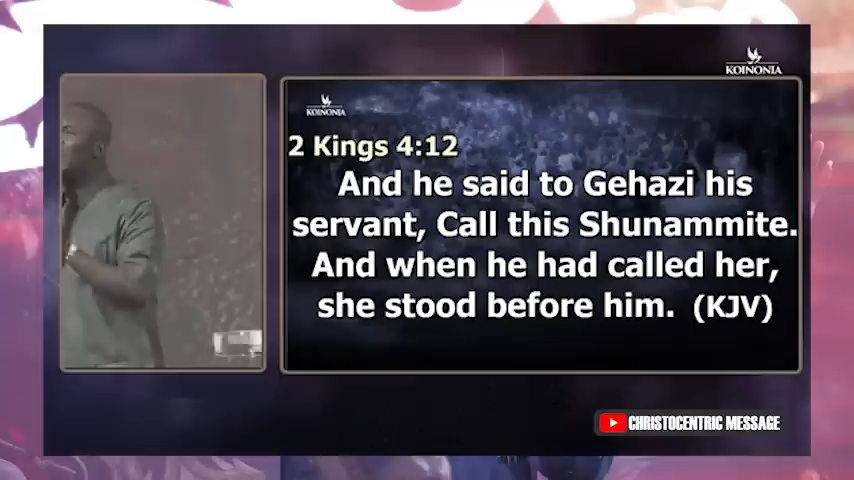 KOINONIA
KOINONIA
2 Kings 4:12
And he said to Gehazi his
servant, Call this Shunammite.
And when he had called her,
she stood before him. (KJV)
CHRISTOCENTRIC MESSAGE